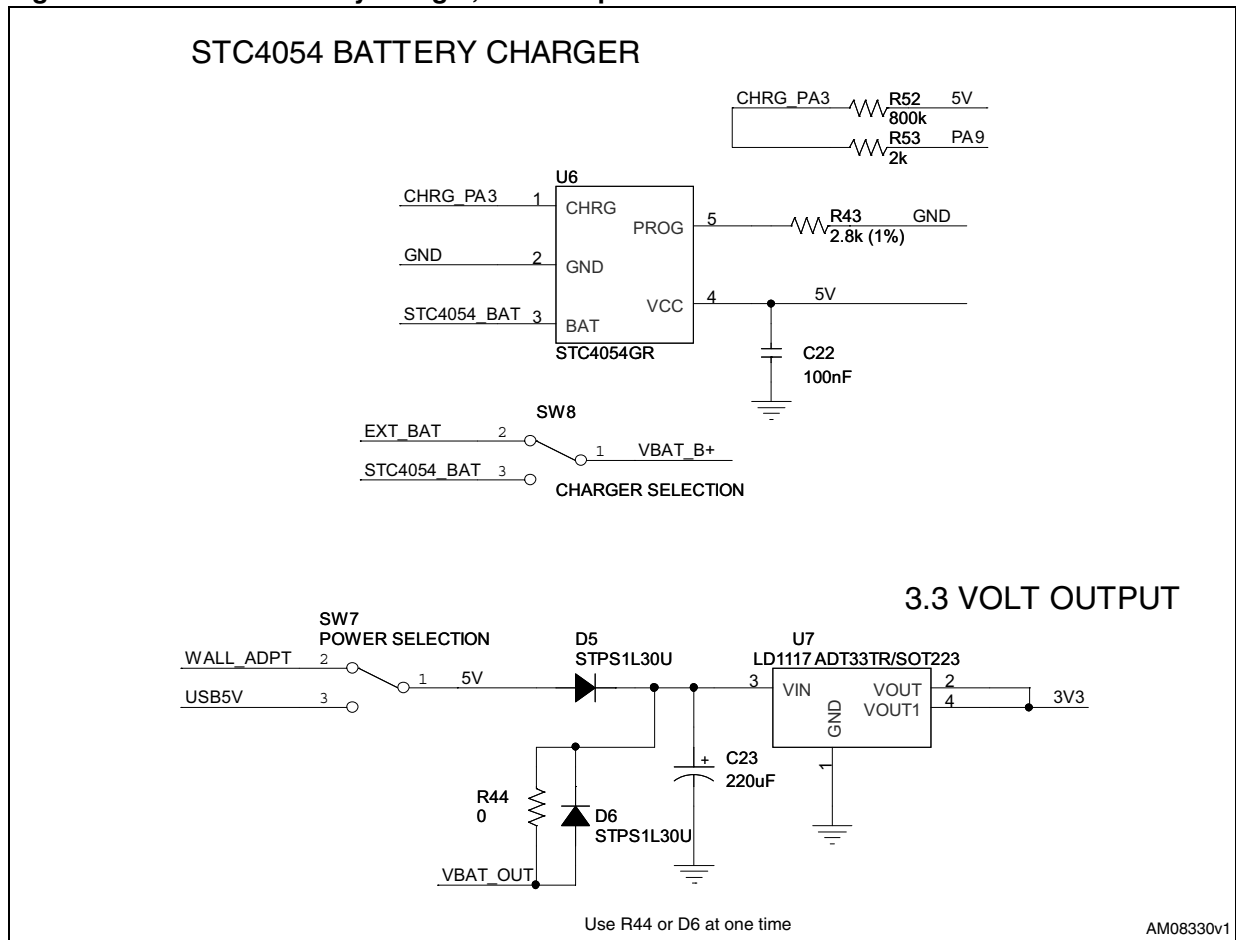 STC4054 BATTERY CHARGER
CHRG_PA3 R52 5V
800k
R53 PA9
2k
U6
CHRG_PA3 1 CHRG
PROG 5 R43 GND
2.8k (1%)
GND 2 GND
VCC 4 5V
STC4054_BAT 3 BAT
STC4054GR
C22
100nF
SW8
EXT_BAT 2
1 VBAT_B+
STC4054_BAT 3
CHARGER SELECTION
3.3 VOLT OUTPUT
SW7
POWER SELECTION
D5
STPS1L30U
U7
LD1117ADT33TR/SOT223
WALL_ADPT 2
1 5V
3 VIN VOUT 2
USB5V 3
VOUT1 4 3V3
GND
1
+ C23
220uF
R44
0
D6
STPS1L30U
VBAT_OUT
Use R44 or D6 at one time
AM08330v1